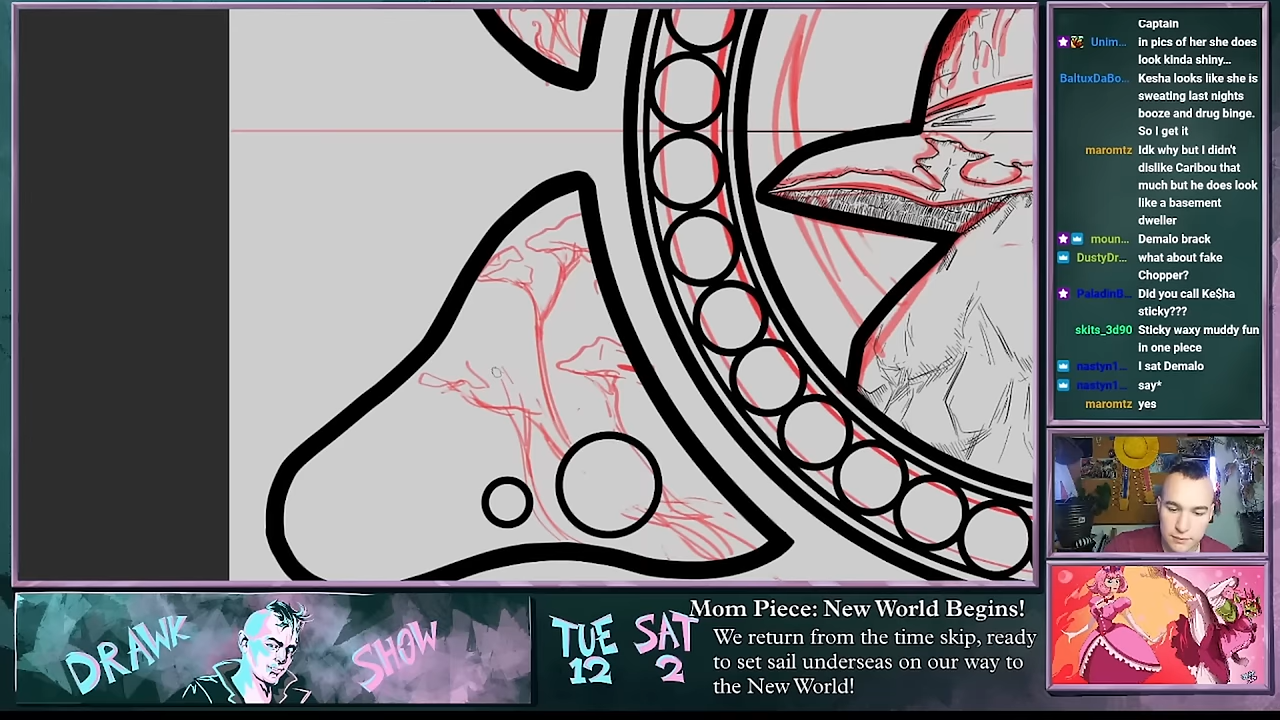 Captain
Unim... in pics of her she does
look kinda shiny...
BaltuxDaBo... Kesha looks like she is
sweating last nights
booze and drug binge.
So I get it
maromtz Idk why but I didn't
dislike Caribou that
much but he does look
like a basement
dweller
moun... Demalo brack
DustyDr... what about fake
Chopper?
PaladinB... Did you call Ke$ha
sticky???
skits_3d90 Sticky waxy muddy fun
In one piece
nastyn1... I sat Demalo
nastyn1... say*
maromtz yes
DRAWK SHOW
TUE SAT
12 2
Mom Piece: New World Begins!
We return from the time skip, ready
to set sail underseas on our way to
the New World!